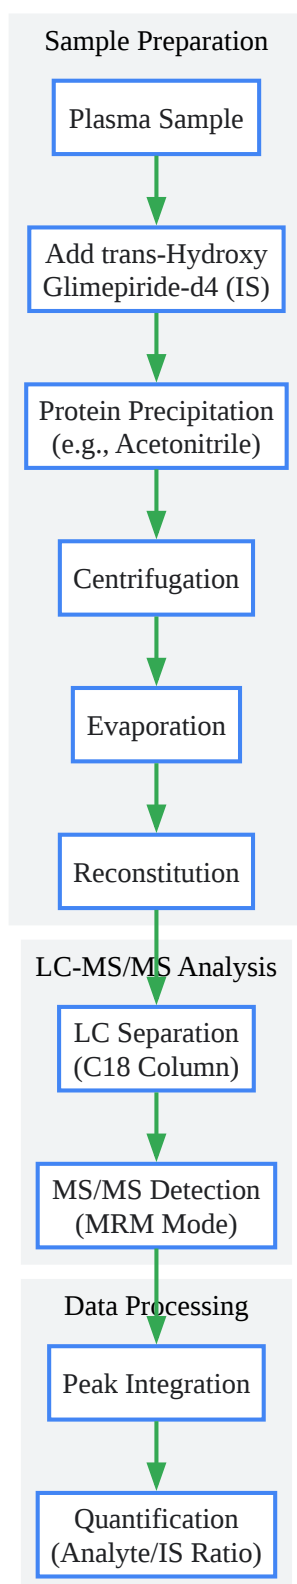 Sample Preparation
Plasma Sample
Add trans-Hydroxy
Glimepiride-d4 (IS)
Protein Precipitation
(e.g., Acetonitrile)
Centrifugation
Evaporation
Reconstitution
LC-MS/MS Analysis
LC Separation
(C18 Column)
MS/MS Detection
(MRM Mode)
Data Processing
Peak Integration
Quantification
(Analyte/IS Ratio)